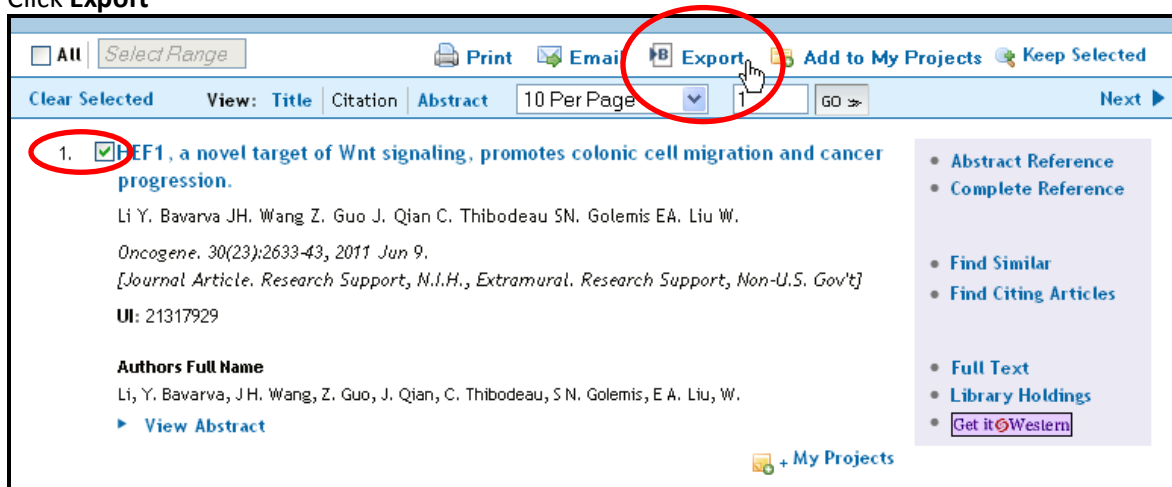 Click Export
All Select Range Print Email Export Add to My Projects Keep Selected
Clear Selected View: Title Citation Abstract 10 Per Page 1 GO Next
1. HEF1, a novel target of Wnt signaling, promotes colonic cell migration and cancer
progression.
Li Y. Bavarva JH. Wang Z. Guo J. Qian C. Thibodeau SN. Golemis EA. Liu W.
Oncogene. 30(23):2633-43, 2011 Jun 9.
[Journal Article. Research Support, N.I.H., Extramural. Research Support, Non-U.S. Gov't]
UI: 21317929
Authors Full Name
Li, Y. Bavarva, JH. Wang, Z. Guo, J. Qian, C. Thibodeau, S N. Golemis, E A. Liu, W.
View Abstract
+ My Projects
Abstract Reference
Complete Reference
Find Similar
Find Citing Articles
Full Text
Library Holdings
Get it@Western